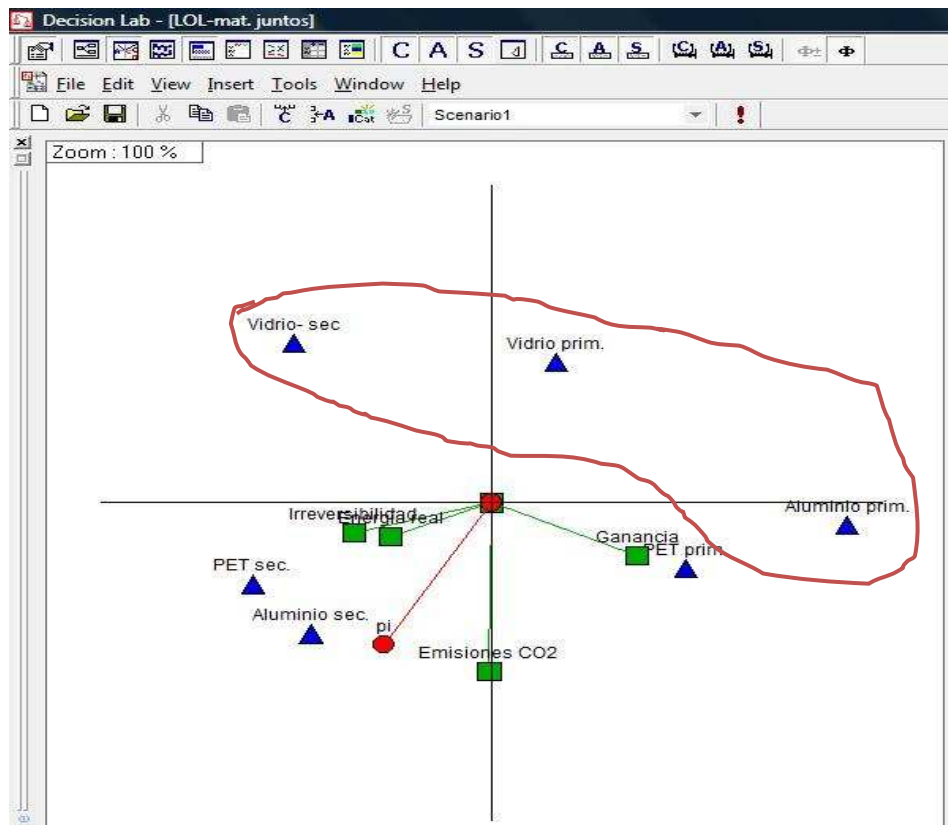 Decision Lab - [LOL-mat. juntos]
C A S C A S (C) (A) (S) Φ± Φ
File Edit View Insert Tools Window Help
Scenario1
Zoom : 100 %
Vidrio- sec
Vidrio prim.
Aluminio prim.
Irreversibilidad
Energía real
Ganancia
PET prim.
PET sec.
Aluminio sec.
pi
Emisiones CO2